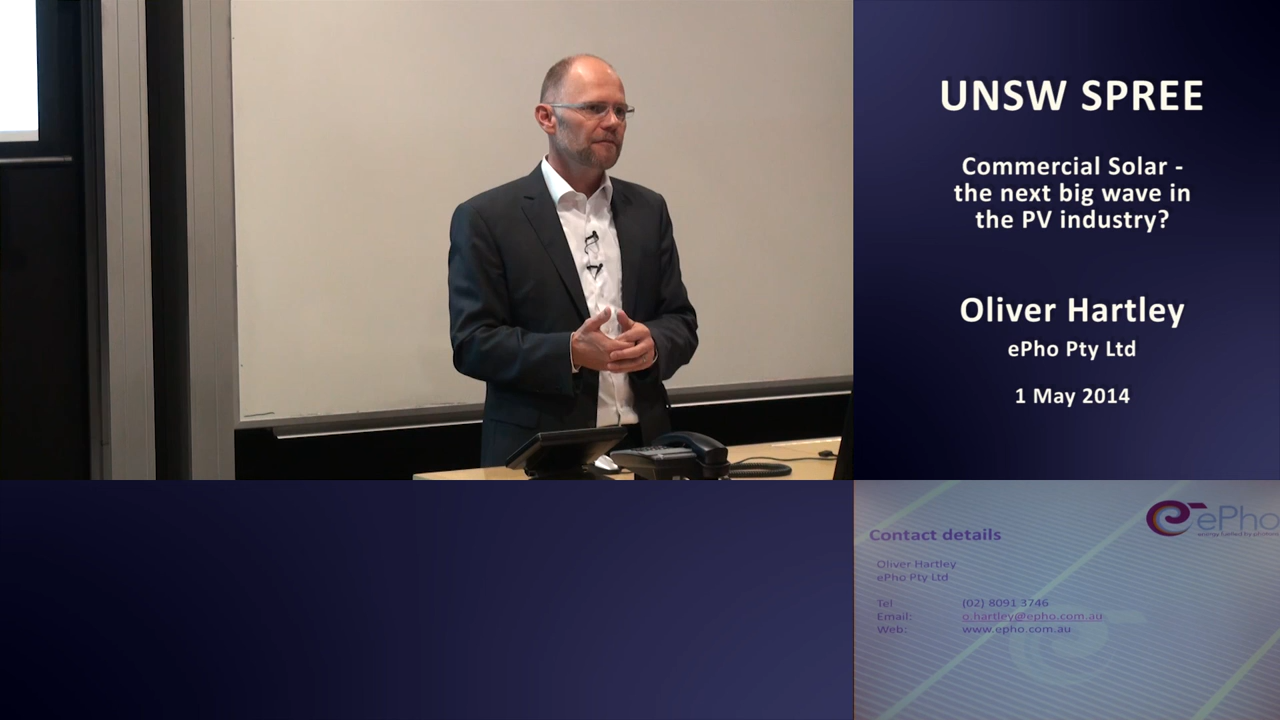 UNSW SPREE
Commercial Solar -
the next big wave in
the PV industry?
Oliver Hartley
ePho Pty Ltd
1 May 2014
ePho
Contact details
Oliver Hartley
ePho Pty Ltd
Tel (02) 8091 3746
Email: o.hartley@epho.com.au
Web: www.epho.com.au